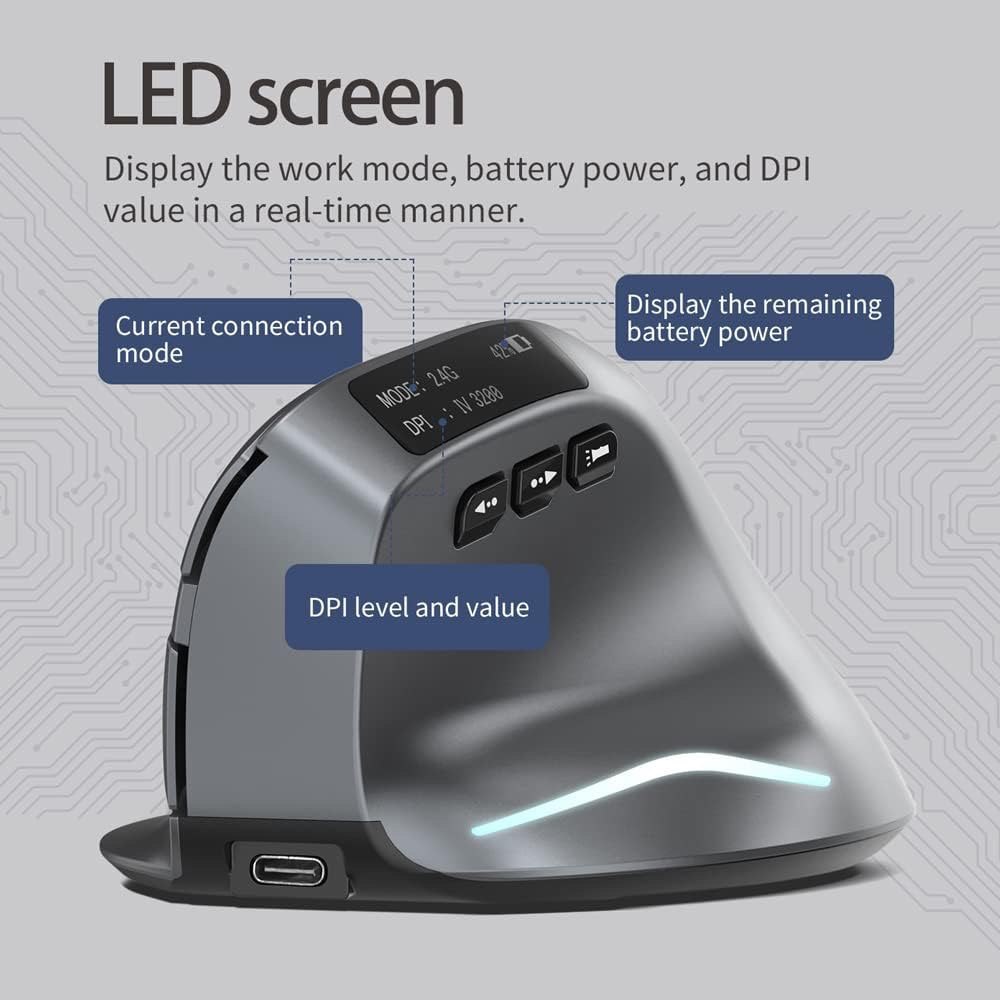 LED screen
Display the work mode, battery power, and DPI
value in a real-time manner.
Current connection
mode
Display the remaining
battery power
42%
MODE : 2.4G
DPI : IV 3200
DPI level and value